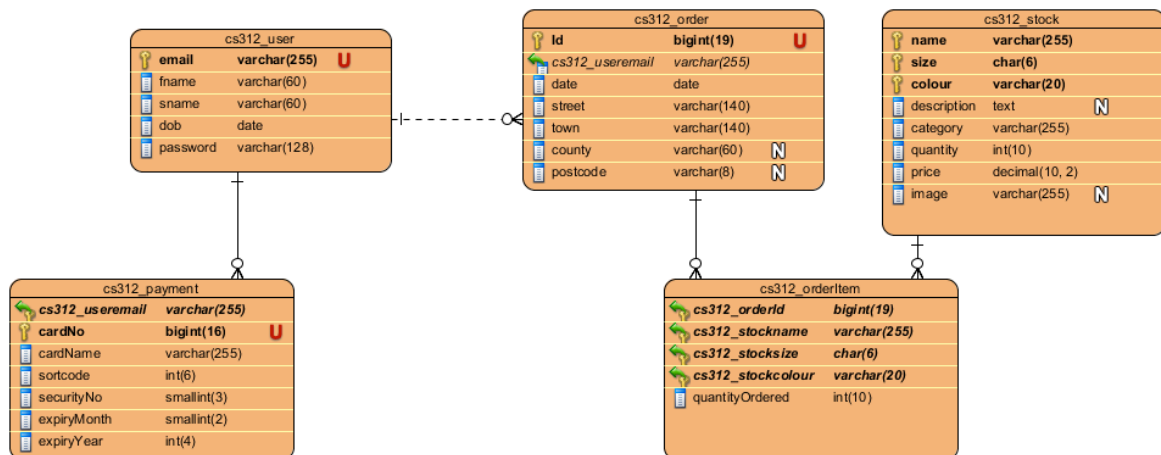 cs312_user
email varchar(255) U
fname varchar(60)
sname varchar(60)
dob date
password varchar(128)
cs312_order
Id bigint(19) U
cs312_useremail varchar(255)
date date
street varchar(140)
town varchar(140)
county varchar(60) N
postcode varchar(8) N
cs312_stock
name varchar(255)
size char(6)
colour varchar(20)
description text N
category varchar(255)
quantity int(10)
price decimal(10, 2)
image varchar(255) N
cs312_payment
cs312_useremail varchar(255)
cardNo bigint(16) U
cardName varchar(255)
sortcode int(6)
securityNo smallint(3)
expiryMonth smallint(2)
expiryYear int(4)
cs312_orderItem
cs312_orderId bigint(19)
cs312_stockname varchar(255)
cs312_stocksize char(6)
cs312_stockcolour varchar(20)
quantityOrdered int(10)